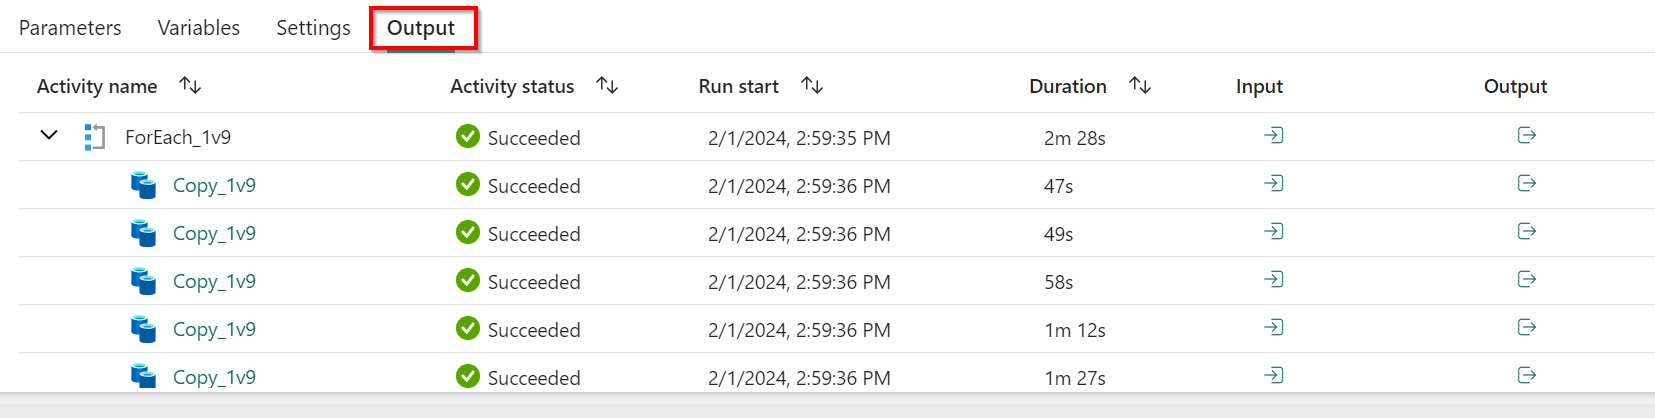 Parameters Variables Settings Output
Activity name Activity status Run start Duration Input Output
ForEach_1v9 Succeeded 2/1/2024, 2:59:35 PM 2m 28s
Copy_1v9 Succeeded 2/1/2024, 2:59:36 PM 47s
Copy_1v9 Succeeded 2/1/2024, 2:59:36 PM 49s
Copy_1v9 Succeeded 2/1/2024, 2:59:36 PM 58s
Copy_1v9 Succeeded 2/1/2024, 2:59:36 PM 1m 12s
Copy_1v9 Succeeded 2/1/2024, 2:59:36 PM 1m 27s